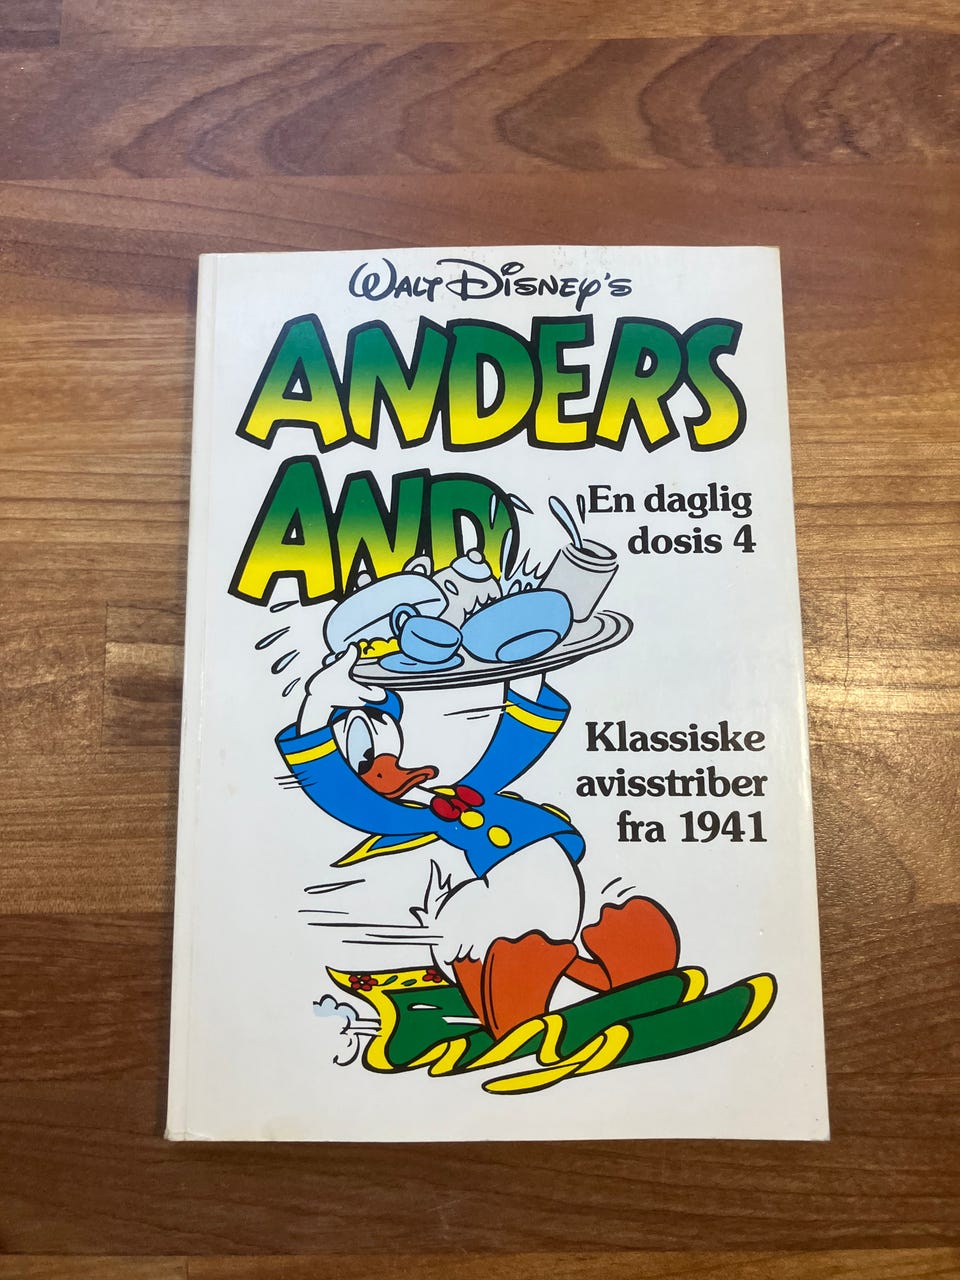 Walt Disney's
ANDERS
AND
En daglig
dosis 4
Klassiske
avisstriber
fra 1941